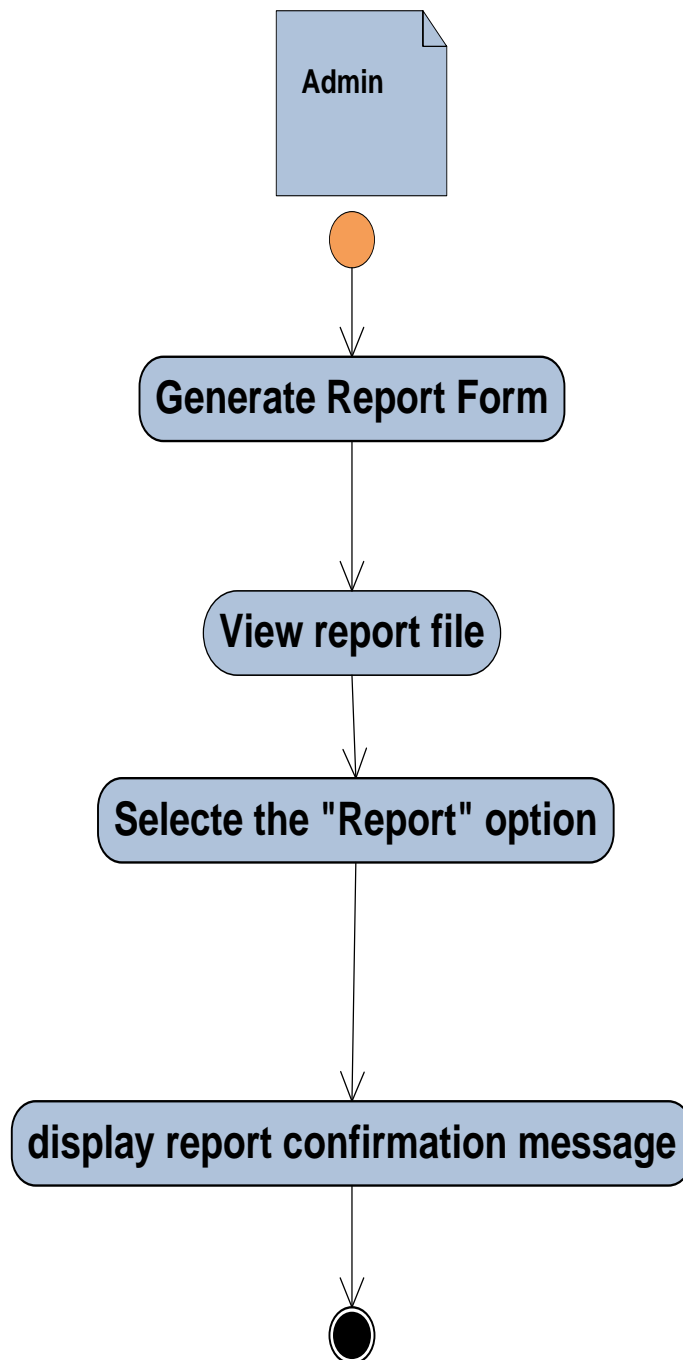 Admin
Generate Report Form
View report file
Selecte the "Report" option
display report confirmation message